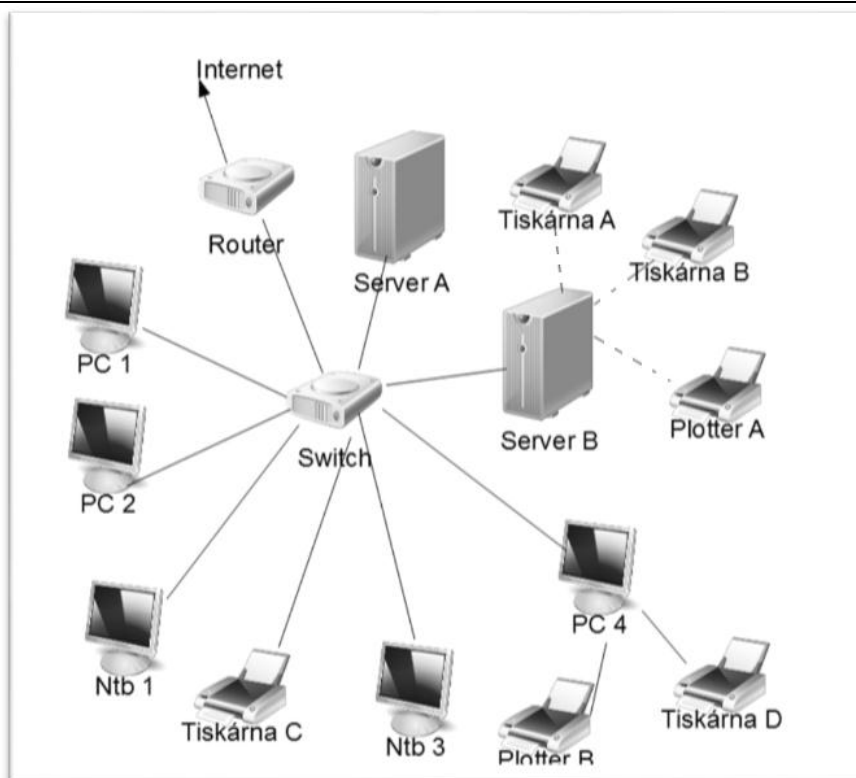 Internet
Tiskárna A
Router
Tiskárna B
Server A
PC 1
Plotter A
Server B
Switch
PC 2
PC 4
Ntb 1
Tiskárna C
Tiskárna D
Ntb 3
Plotter B